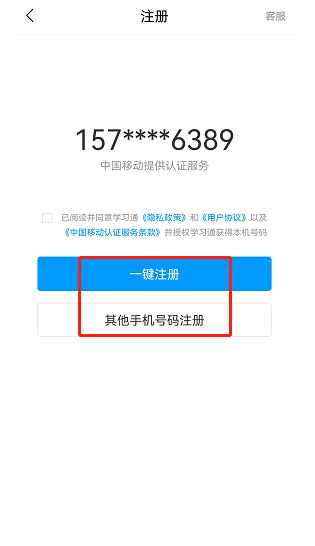 注册
客服
157****6389
中国移动提供认证服务
已阅读并同意学习通《隐私政策》和《用户协议》以及
《中国移动认证服务条款》并授权学习通获得本机号码
一键注册
其他手机号码注册